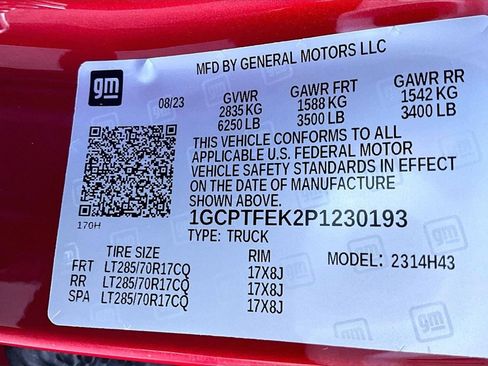 MFD BY GENERAL MOTORS LLC
gm
08/23
GVWR GAWR FRT GAWR RR
2835 KG 1588 KG 1542 KG
6250 LB 3500 LB 3400 LB
THIS VEHICLE CONFORMS TO ALL
APPLICABLE U.S. FEDERAL MOTOR
VEHICLE SAFETY STANDARDS IN EFFECT
ON THE DATE OF MANUFACTURE
SHOWN ABOVE.
170H
1GCPTFEK2P1230193
TYPE: TRUCK
TIRE SIZE RIM MODEL: 2314H43
FRT LT285/70R17CQ 17X8J
RR LT285/70R17CQ 17X8J
SPA LT285/70R17CQ 17X8J
gm